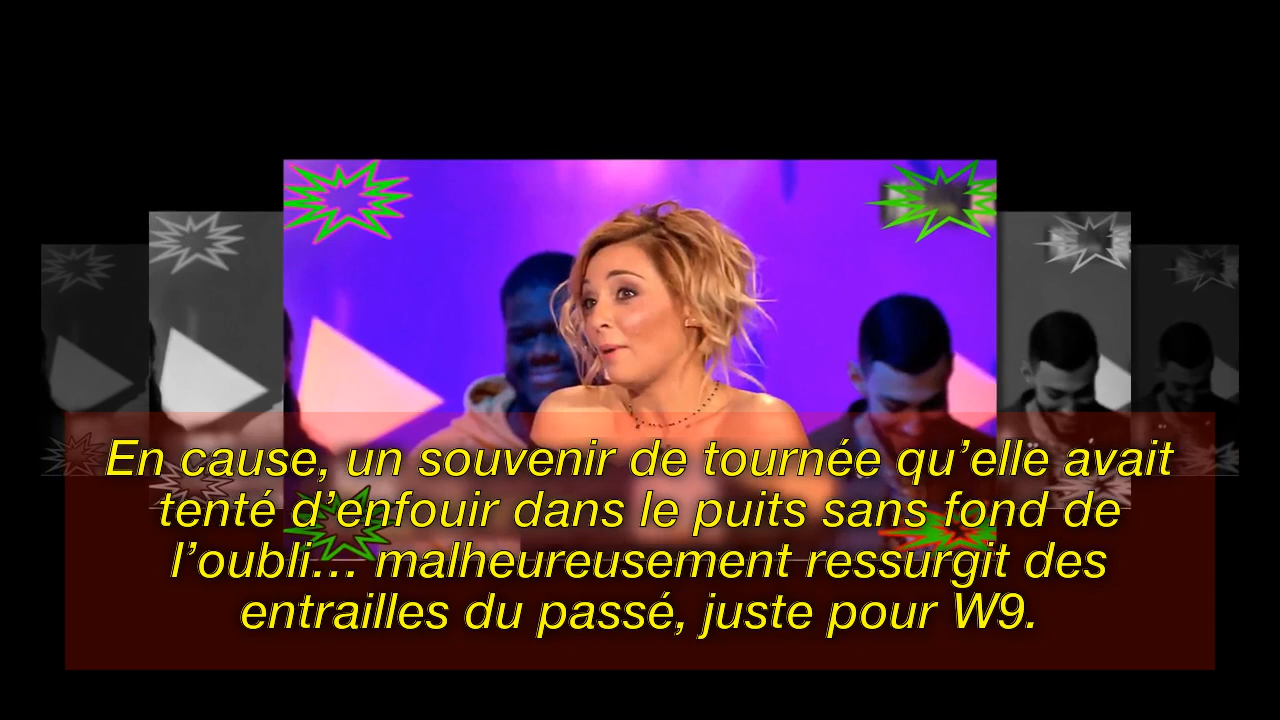 En cause, un souvenir de tournée qu’elle avait
tenté d’enfouir dans le puits sans fond de
l’oubli… malheureusement ressurgit des
entrailles du passé, juste pour W9.